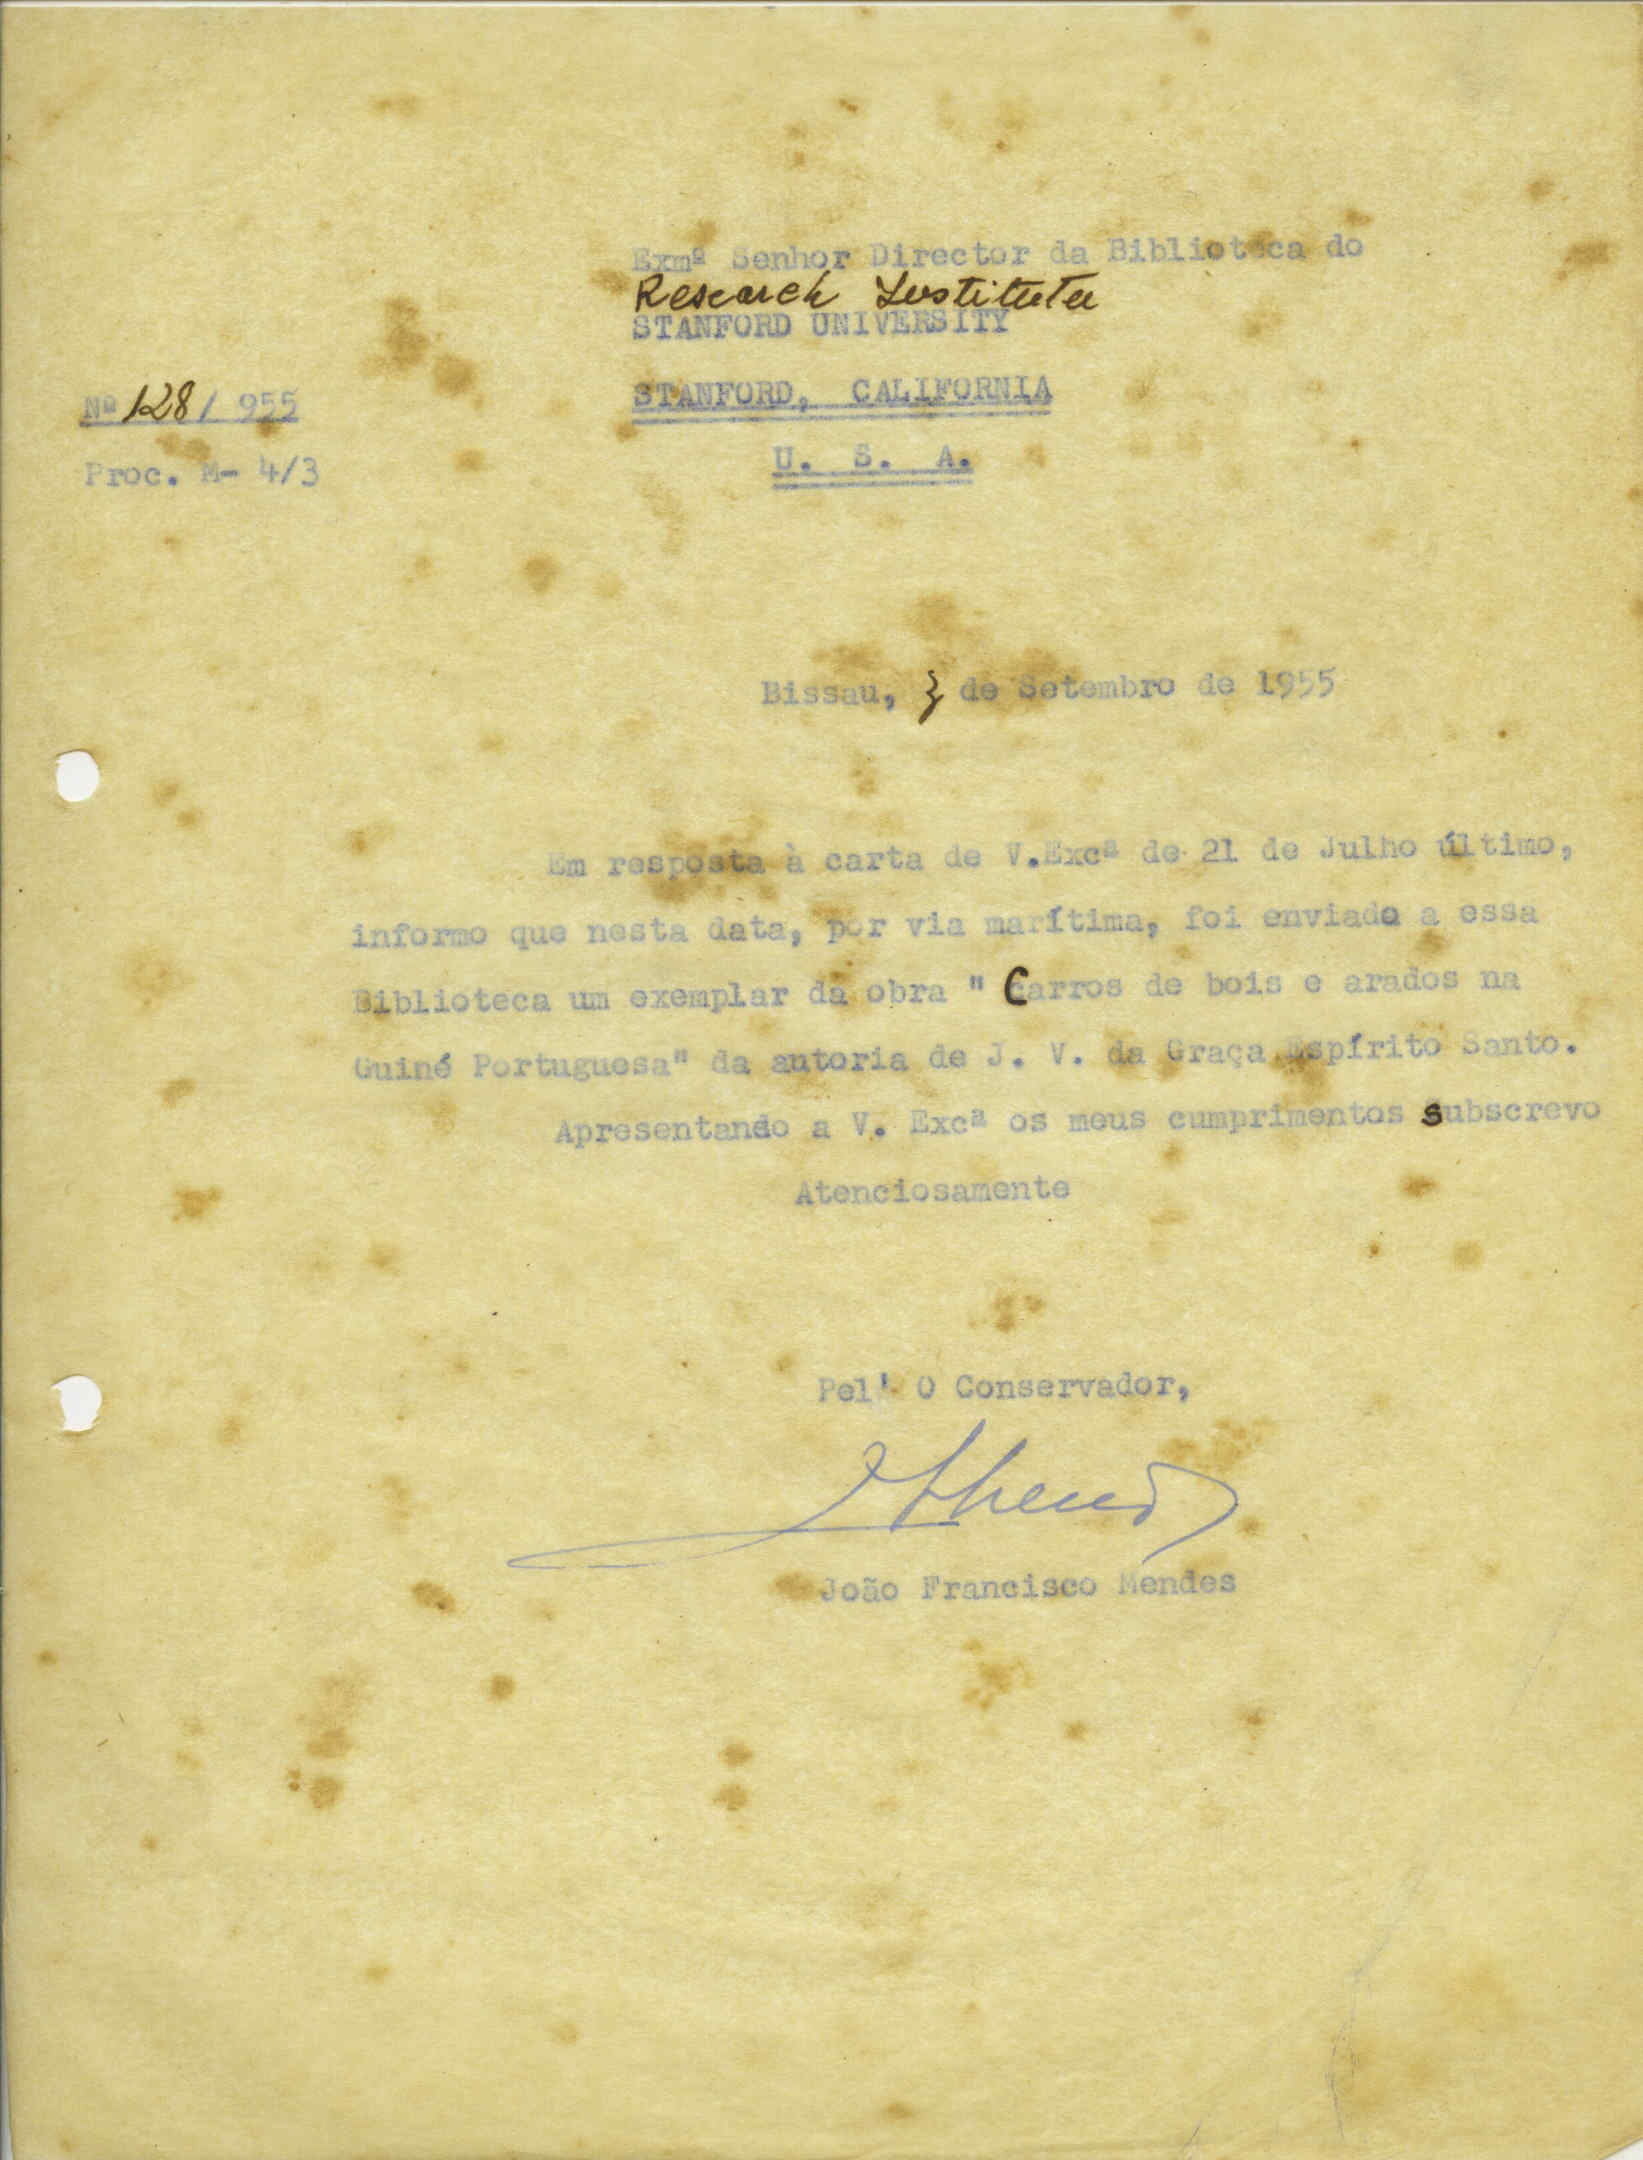 Exmº Senhor Director da Biblioteca do
Research Institute
STANFORD UNIVERSITY
STANFORD, CALIFORNIA
U. S. A.
Nº 128/ 955
Proc. M- 4/3
Bissau, 3 de Setembro de 1955
Em resposta à carta de V.Excª de 21 de Julho último,
informo que nesta data, por via marítima, foi enviado a essa
Biblioteca um exemplar da obra " Carros de bois e arados na
Guiné Portuguesa" da autoria de J. V. da Graça Espírito Santo.
Apresentando a V. Excª os meus cumprimentos subscrevo
Atenciosamente
Pel' O Conservador,
João Francisco Mendes